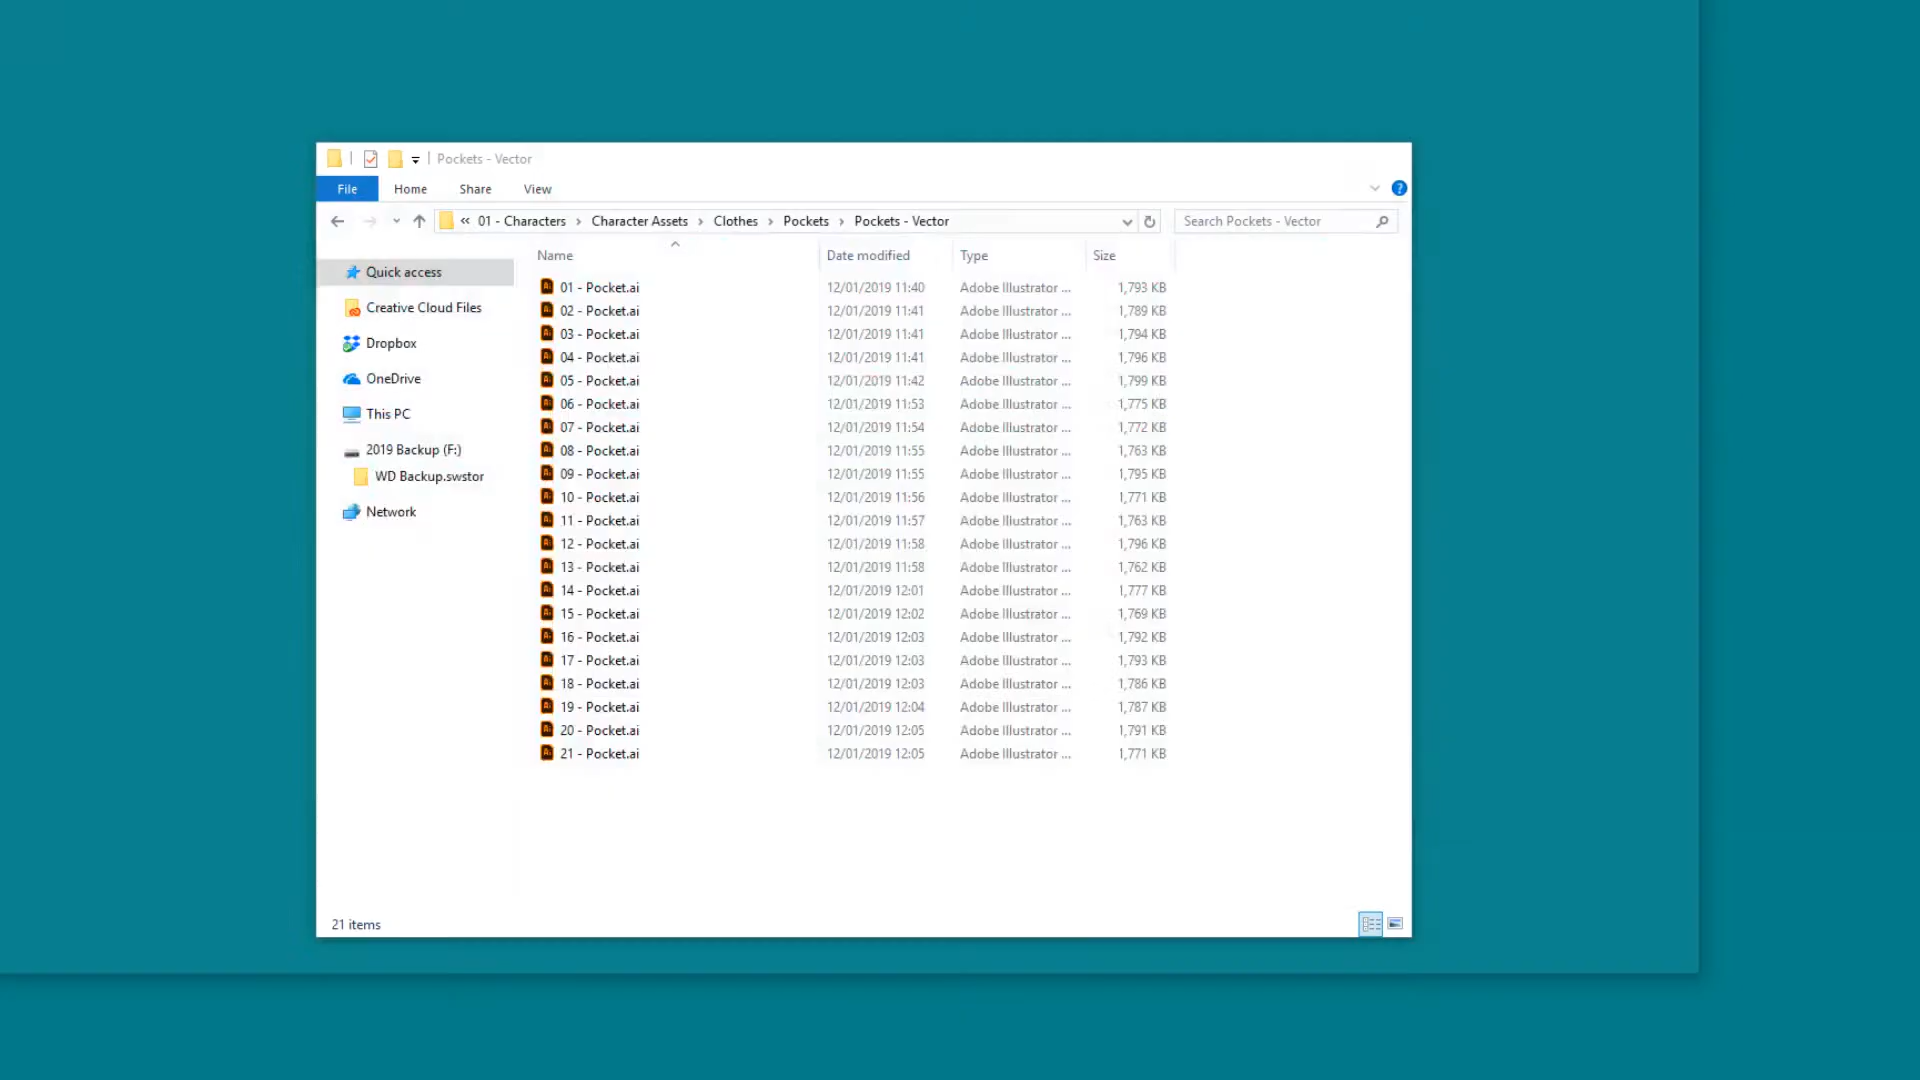 Pockets - Vector
File Home Share View
« 01 - Characters › Character Assets › Clothes › Pockets › Pockets - Vector Search Pockets - Vector
Name Date modified Type Size
Quick access
Creative Cloud Files
Dropbox
OneDrive
This PC
2019 Backup (F:)
WD Backup.swstor
Network
01 - Pocket.ai 12/01/2019 11:40 Adobe Illustrator ... 1,793 KB
02 - Pocket.ai 12/01/2019 11:41 Adobe Illustrator ... 1,789 KB
03 - Pocket.ai 12/01/2019 11:41 Adobe Illustrator ... 1,794 KB
04 - Pocket.ai 12/01/2019 11:41 Adobe Illustrator ... 1,796 KB
05 - Pocket.ai 12/01/2019 11:42 Adobe Illustrator ... 1,799 KB
06 - Pocket.ai 12/01/2019 11:53 Adobe Illustrator ... 1,775 KB
07 - Pocket.ai 12/01/2019 11:54 Adobe Illustrator ... 1,772 KB
08 - Pocket.ai 12/01/2019 11:55 Adobe Illustrator ... 1,763 KB
09 - Pocket.ai 12/01/2019 11:55 Adobe Illustrator ... 1,795 KB
10 - Pocket.ai 12/01/2019 11:56 Adobe Illustrator ... 1,771 KB
11 - Pocket.ai 12/01/2019 11:57 Adobe Illustrator ... 1,763 KB
12 - Pocket.ai 12/01/2019 11:58 Adobe Illustrator ... 1,796 KB
13 - Pocket.ai 12/01/2019 11:58 Adobe Illustrator ... 1,762 KB
14 - Pocket.ai 12/01/2019 12:01 Adobe Illustrator ... 1,777 KB
15 - Pocket.ai 12/01/2019 12:02 Adobe Illustrator ... 1,769 KB
16 - Pocket.ai 12/01/2019 12:03 Adobe Illustrator ... 1,792 KB
17 - Pocket.ai 12/01/2019 12:03 Adobe Illustrator ... 1,793 KB
18 - Pocket.ai 12/01/2019 12:03 Adobe Illustrator ... 1,786 KB
19 - Pocket.ai 12/01/2019 12:04 Adobe Illustrator ... 1,787 KB
20 - Pocket.ai 12/01/2019 12:05 Adobe Illustrator ... 1,791 KB
21 - Pocket.ai 12/01/2019 12:05 Adobe Illustrator ... 1,771 KB
21 items